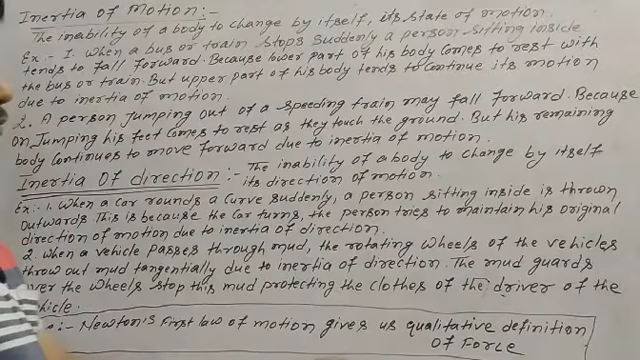 Inertia of Motion:-
The inability of a body to change by itself, its state of motion.
Ex:- 1. When a bus or train stops suddenly a person sitting inside
tends to fall forward. Because lower part of his body comes to rest with
the bus or train. But upper part of his body tends to continue its motion
due to inertia of motion.
2. A person jumping out of a speeding train may fall forward. Because
on Jumping his feet comes to rest as they touch the ground. But his remaining
body continues to move forward due to inertia of motion.
Inertia Of direction :- The inability of a body to change by itself
its direction of motion.
Ex:- 1. When a car rounds a curve suddenly, a person sitting inside is thrown
outwards This is because the car turns, the person tries to maintain his original
direction of motion due to inertia of direction.
2. When a vehicle passes through mud, the rotating wheels of the vehicles
throw out mud tangentially due to inertia of direction. The mud guards
over the wheels stop this mud protecting the clothes of the driver of the
hicle.
:- Newton's First law of motion gives us qualitative definition
Of Force